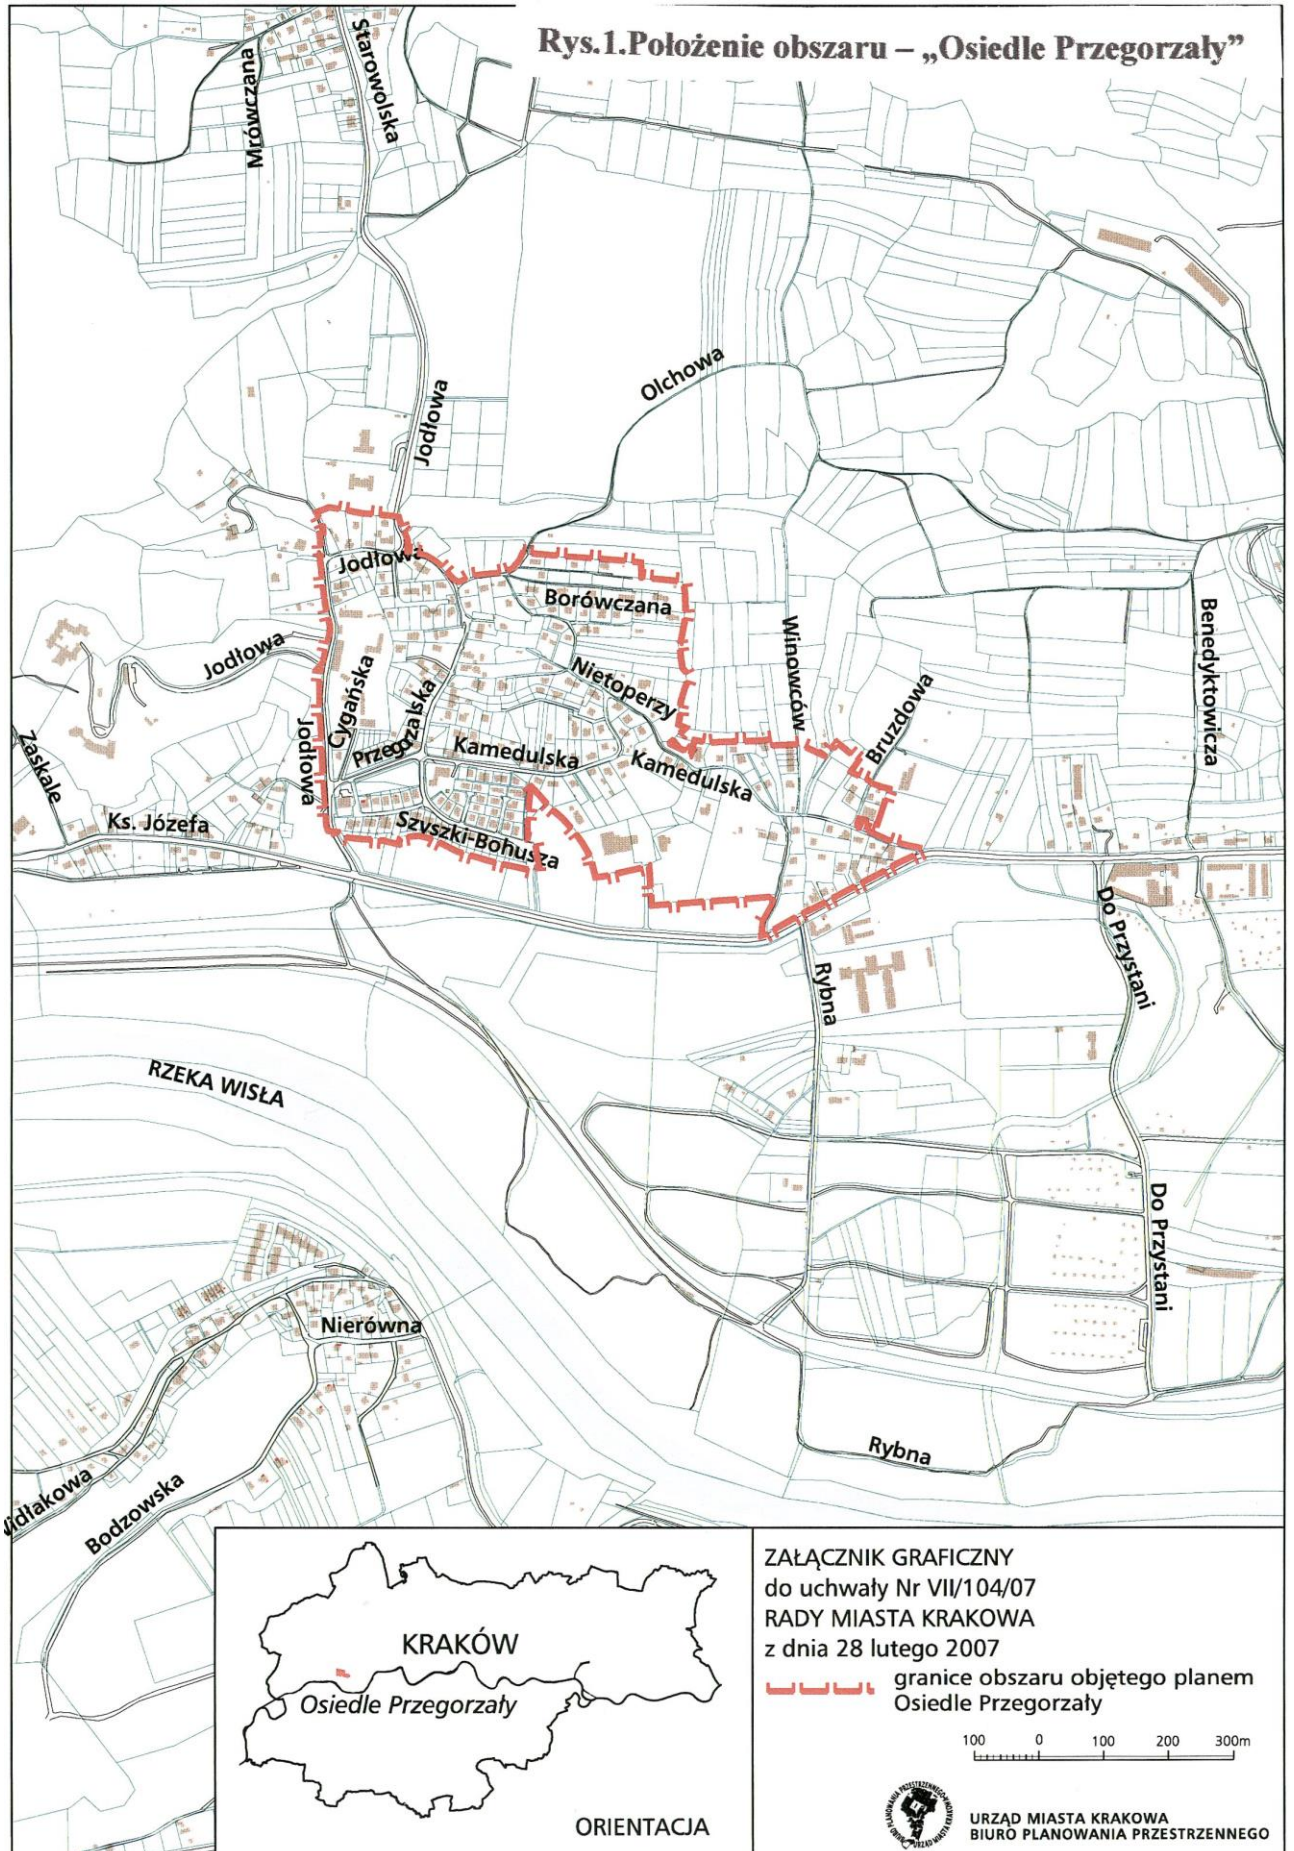 Rys.1.Położenie obszaru – „Osiedle Przegorzały”
Starowolska
Mrówczana
Olchowa
Jodłowa
Jodłowa
Borówczana
Benedyktowicza
Winowców
Jodłowa
Nietoperzy
Cygańska
Przegorzalska
Bruzdowa
Zaskale
Jodłowa
Kamedulska
Kamedulska
Ks. Józefa
Szyszki-Bohusza
Do Przystani
Rybna
RZEKA WISŁA
Do Przystani
Nierówna
Rybna
Widłakowa
Bodzowska
KRAKÓW
Osiedle Przegorzały
ORIENTACJA
ZAŁĄCZNIK GRAFICZNY
do uchwały Nr VII/104/07
RADY MIASTA KRAKOWA
z dnia 28 lutego 2007
granice obszaru objętego planem
Osiedle Przegorzały
100 0 100 200 300m
URZĄD MIASTA KRAKOWA
BIURO PLANOWANIA PRZESTRZENNEGO